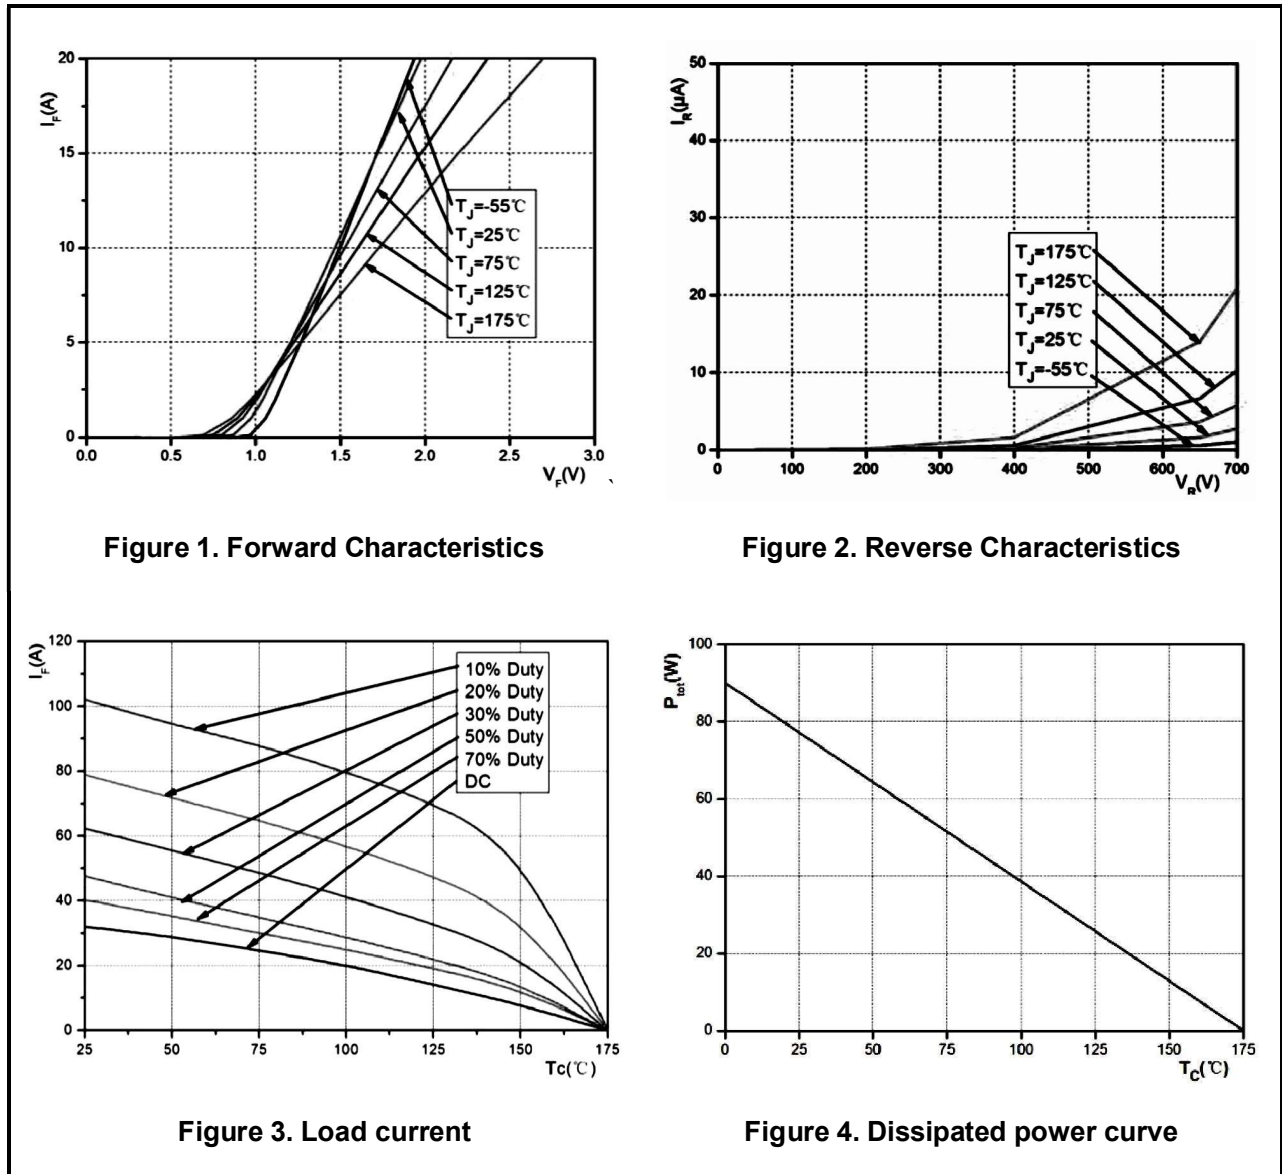 I_F(A)
20
15
10
5
0
0.0 0.5 1.0 1.5 2.0 2.5 3.0
V_F(V)
T_J=-55℃
T_J=25℃
T_J=75℃
T_J=125℃
T_J=175℃
Figure 1. Forward Characteristics
I_R(μA)
50
40
30
20
10
0
0 100 200 300 400 500 600 700
V_R(V)
T_J=175℃
T_J=125℃
T_J=75℃
T_J=25℃
T_J=-55℃
Figure 2. Reverse Characteristics
I_F(A)
120
100
80
60
40
20
0
25 50 75 100 125 150 175
Tc(℃)
10% Duty
20% Duty
30% Duty
50% Duty
70% Duty
DC
Figure 3. Load current
P_tot(W)
100
80
60
40
20
0
0 25 50 75 100 125 150 175
T_C(℃)
Figure 4. Dissipated power curve